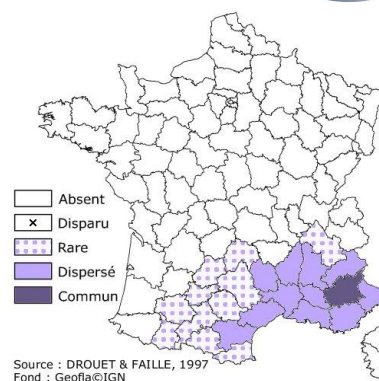 Absent
Disparu
Rare
Dispersé
Commun
Source : DROUET & FAILLE, 1997
Fond : Geofla©IGN